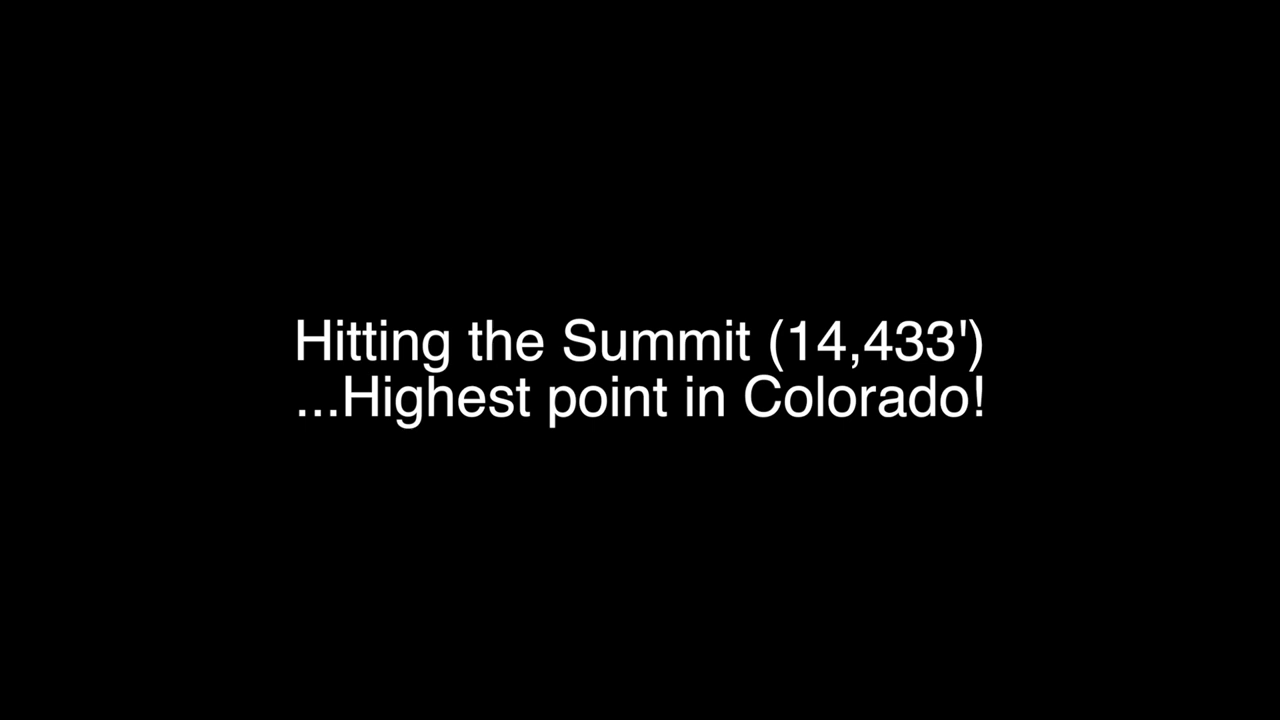 Hitting the Summit (14,433')
...Highest point in Colorado!